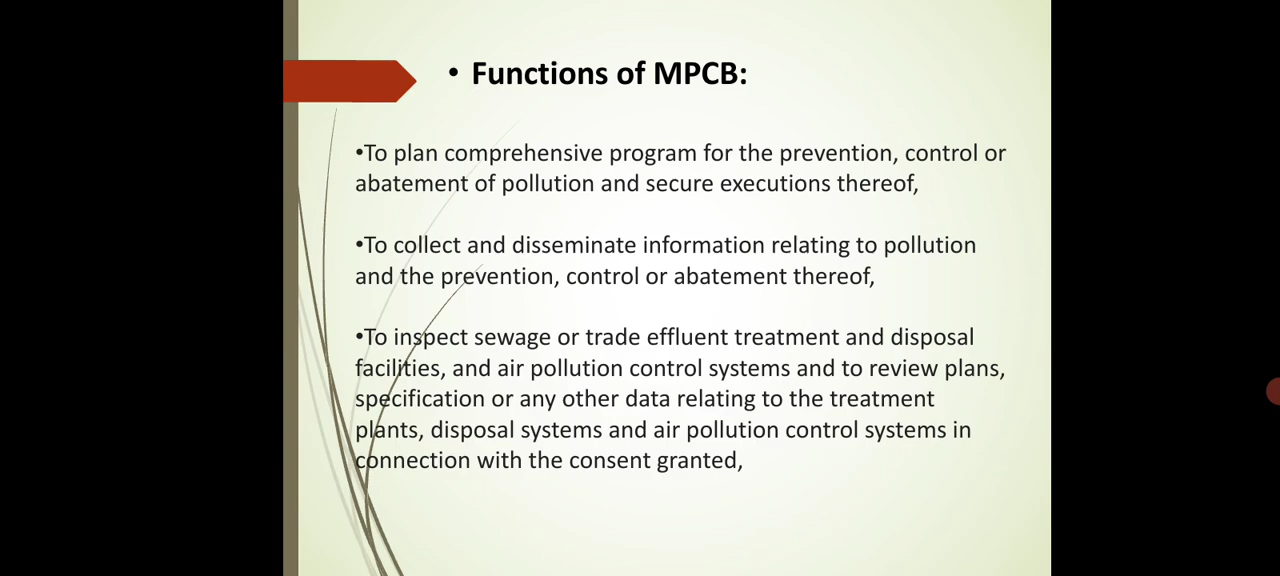 • Functions of MPCB:
•To plan comprehensive program for the prevention, control or
abatement of pollution and secure executions thereof,
•To collect and disseminate information relating to pollution
and the prevention, control or abatement thereof,
•To inspect sewage or trade effluent treatment and disposal
facilities, and air pollution control systems and to review plans,
specification or any other data relating to the treatment
plants, disposal systems and air pollution control systems in
connection with the consent granted,